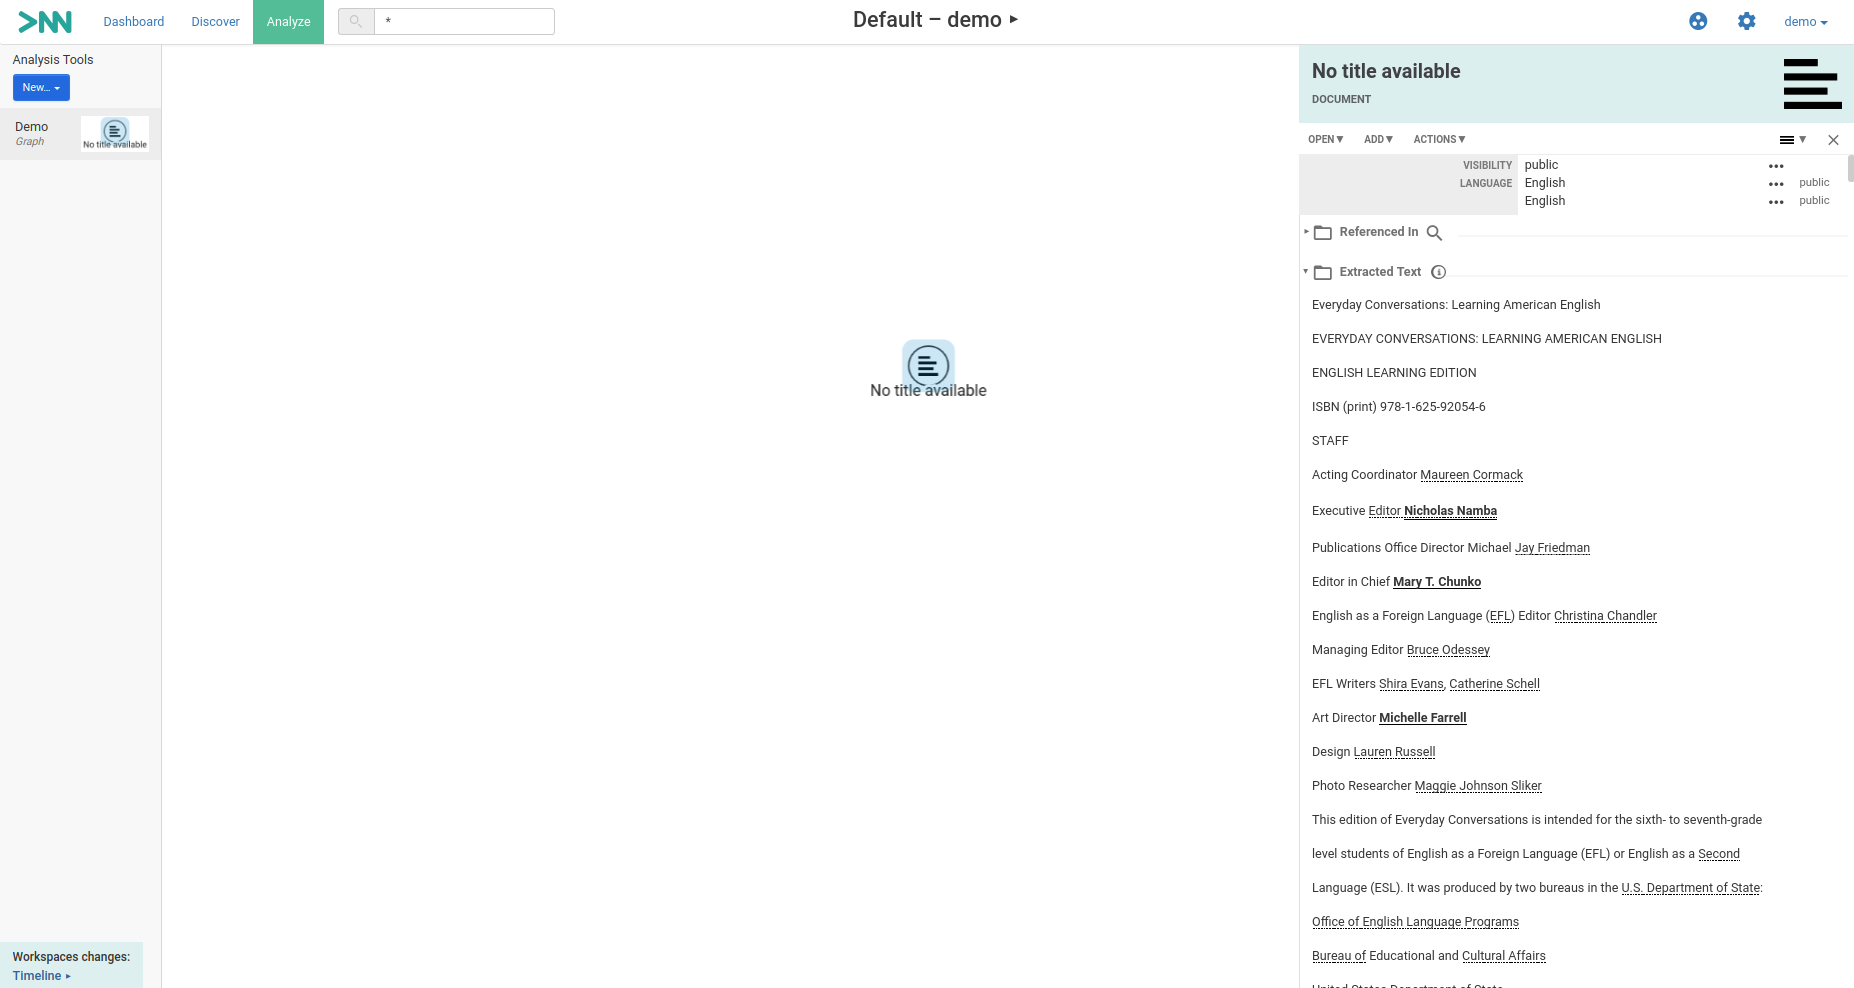 >NN Dashboard Discover Analyze * Default – demo demo
Analysis Tools
New...
Demo
Graph
No title available
No title available
No title available
DOCUMENT
OPEN ADD ACTIONS
VISIBILITY public
LANGUAGE English public
English public
Referenced In
Extracted Text
Everyday Conversations: Learning American English
EVERYDAY CONVERSATIONS: LEARNING AMERICAN ENGLISH
ENGLISH LEARNING EDITION
ISBN (print) 978-1-625-92054-6
STAFF
Acting Coordinator Maureen Cormack
Executive Editor Nicholas Namba
Publications Office Director Michael Jay Friedman
Editor in Chief Mary T. Chunko
English as a Foreign Language (EFL) Editor Christina Chandler
Managing Editor Bruce Odessey
EFL Writers Shira Evans, Catherine Schell
Art Director Michelle Farrell
Design Lauren Russell
Photo Researcher Maggie Johnson Sliker
This edition of Everyday Conversations is intended for the sixth- to seventh-grade
level students of English as a Foreign Language (EFL) or English as a Second
Language (ESL). It was produced by two bureaus in the U.S. Department of State:
Office of English Language Programs
Bureau of Educational and Cultural Affairs
United States Department of State
Workspaces changes:
Timeline